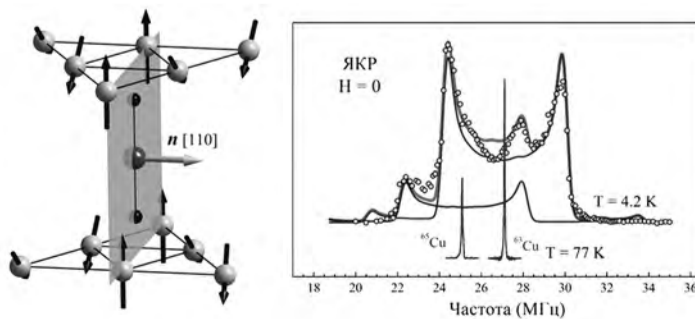 n [110]
ЯКР
H = 0
T = 4.2 K
⁶⁵Cu
⁶³Cu
T = 77 K
18 20 22 24 26 28 30 32 34 36
Частота (МГц)